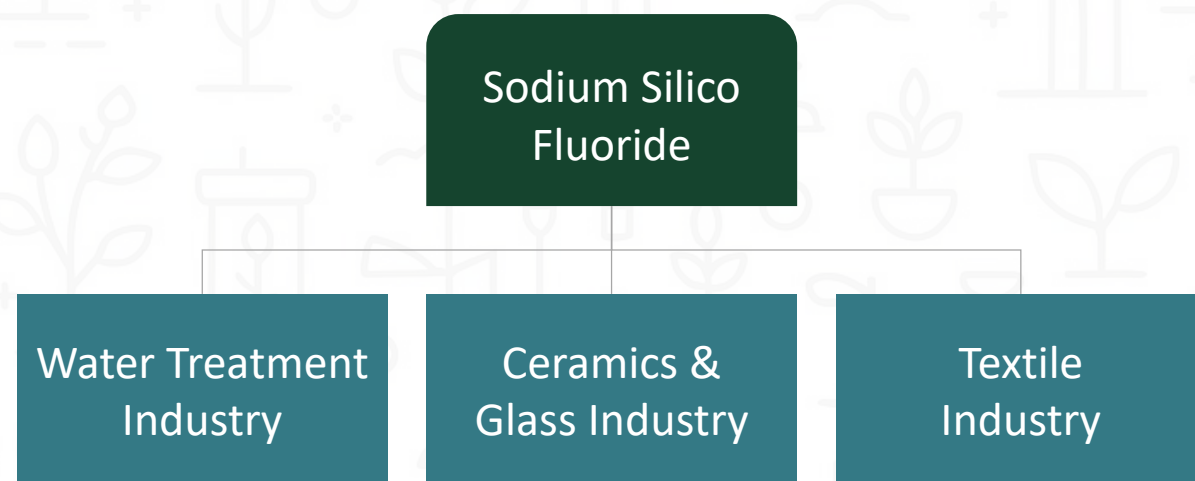 Sodium Silico
Fluoride
Water Treatment
Industry
Ceramics &
Glass Industry
Textile
Industry